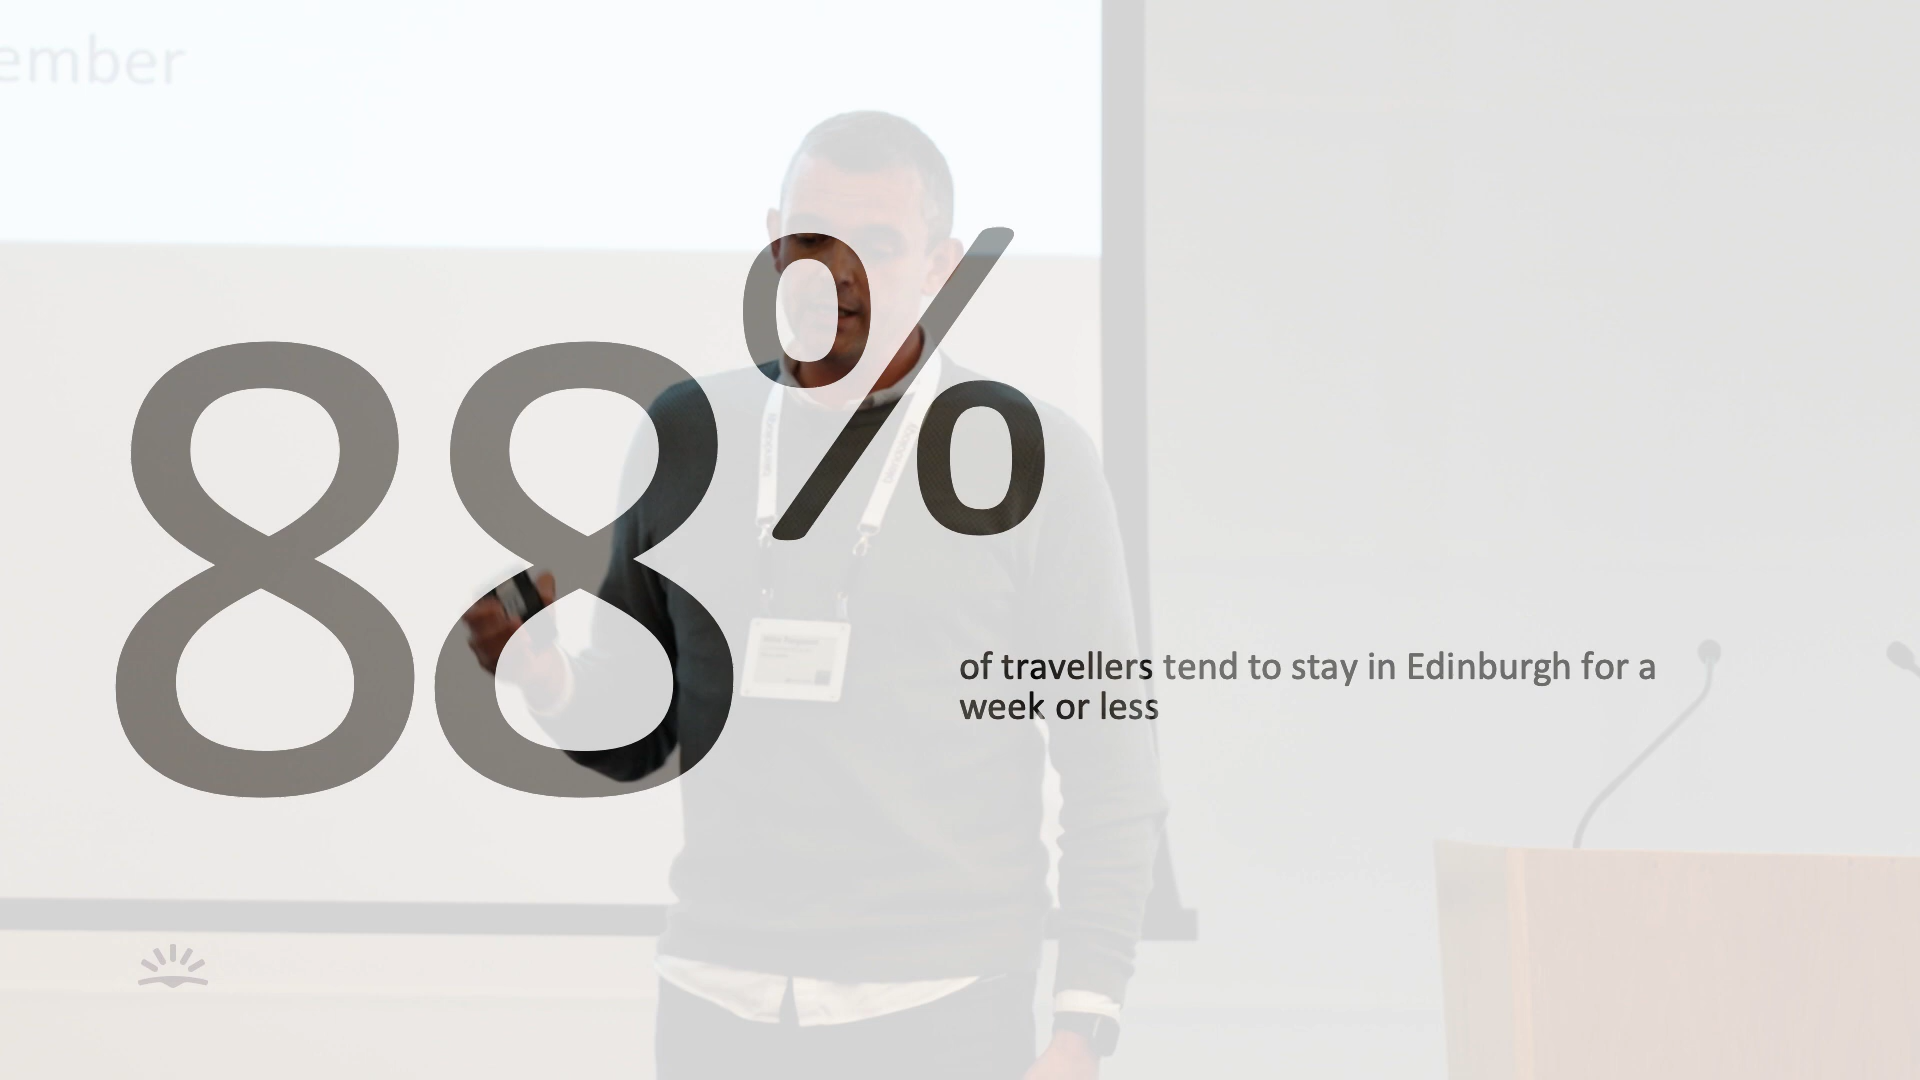 ember
88%
of travellers tend to stay in Edinburgh for a
week or less